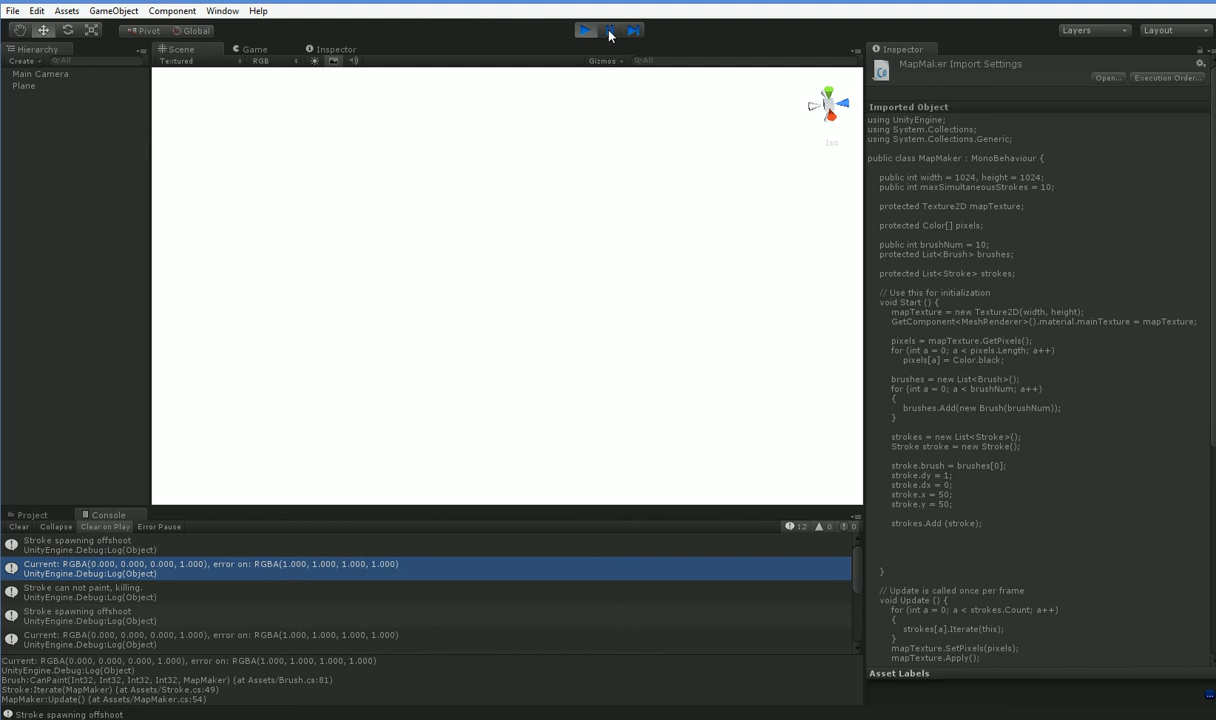 File Edit Assets GameObject Component Window Help
Pivot Global Layers Layout
Hierarchy Scene Game Inspector Inspector
Create All Textured RGB Gizmos All
Main Camera
Plane
Iso
MapMaker Import Settings
Open... Execution Order...
Imported Object
using UnityEngine;
using System.Collections;
using System.Collections.Generic;
public class MapMaker : MonoBehaviour {
public int width = 1024, height = 1024;
public int maxSimultaneousStrokes = 10;
protected Texture2D mapTexture;
protected Color[] pixels;
public int brushNum = 10;
protected List<Brush> brushes;
protected List<Stroke> strokes;
// Use this for initialization
void Start () {
mapTexture = new Texture2D(width, height);
GetComponent<MeshRenderer>().material.mainTexture = mapTexture;
pixels = mapTexture.GetPixels();
for (int a = 0; a < pixels.Length; a++)
pixels[a] = Color.black;
brushes = new List<Brush>();
for (int a = 0; a < brushNum; a++)
{
brushes.Add(new Brush(brushNum));
}
strokes = new List<Stroke>();
Stroke stroke = new Stroke();
stroke.brush = brushes[0];
stroke.dy = 1;
stroke.dx = 0;
stroke.x = 50;
stroke.y = 50;
strokes.Add (stroke);
}
// Update is called once per frame
void Update () {
for (int a = 0; a < strokes.Count; a++)
{
strokes[a].Iterate(this);
}
mapTexture.SetPixels(pixels);
mapTexture.Apply();
Asset Labels
Project Console
Clear Collapse Clear on Play Error Pause 12 0 0
Stroke spawning offshoot
UnityEngine.Debug:Log(Object)
Current: RGBA(0.000, 0.000, 0.000, 1.000), error on: RGBA(1.000, 1.000, 1.000, 1.000)
UnityEngine.Debug:Log(Object)
Stroke can not paint, killing.
UnityEngine.Debug:Log(Object)
Stroke spawning offshoot
UnityEngine.Debug:Log(Object)
Current: RGBA(0.000, 0.000, 0.000, 1.000), error on: RGBA(1.000, 1.000, 1.000, 1.000)
UnityEngine.Debug:Log(Object)
Current: RGBA(0.000, 0.000, 0.000, 1.000), error on: RGBA(1.000, 1.000, 1.000, 1.000)
UnityEngine.Debug:Log(Object)
Brush:CanPaint(Int32, Int32, Int32, Int32, MapMaker) (at Assets/Brush.cs:81)
Stroke:Iterate(MapMaker) (at Assets/Stroke.cs:49)
MapMaker:Update() (at Assets/MapMaker.cs:54)
Stroke spawning offshoot